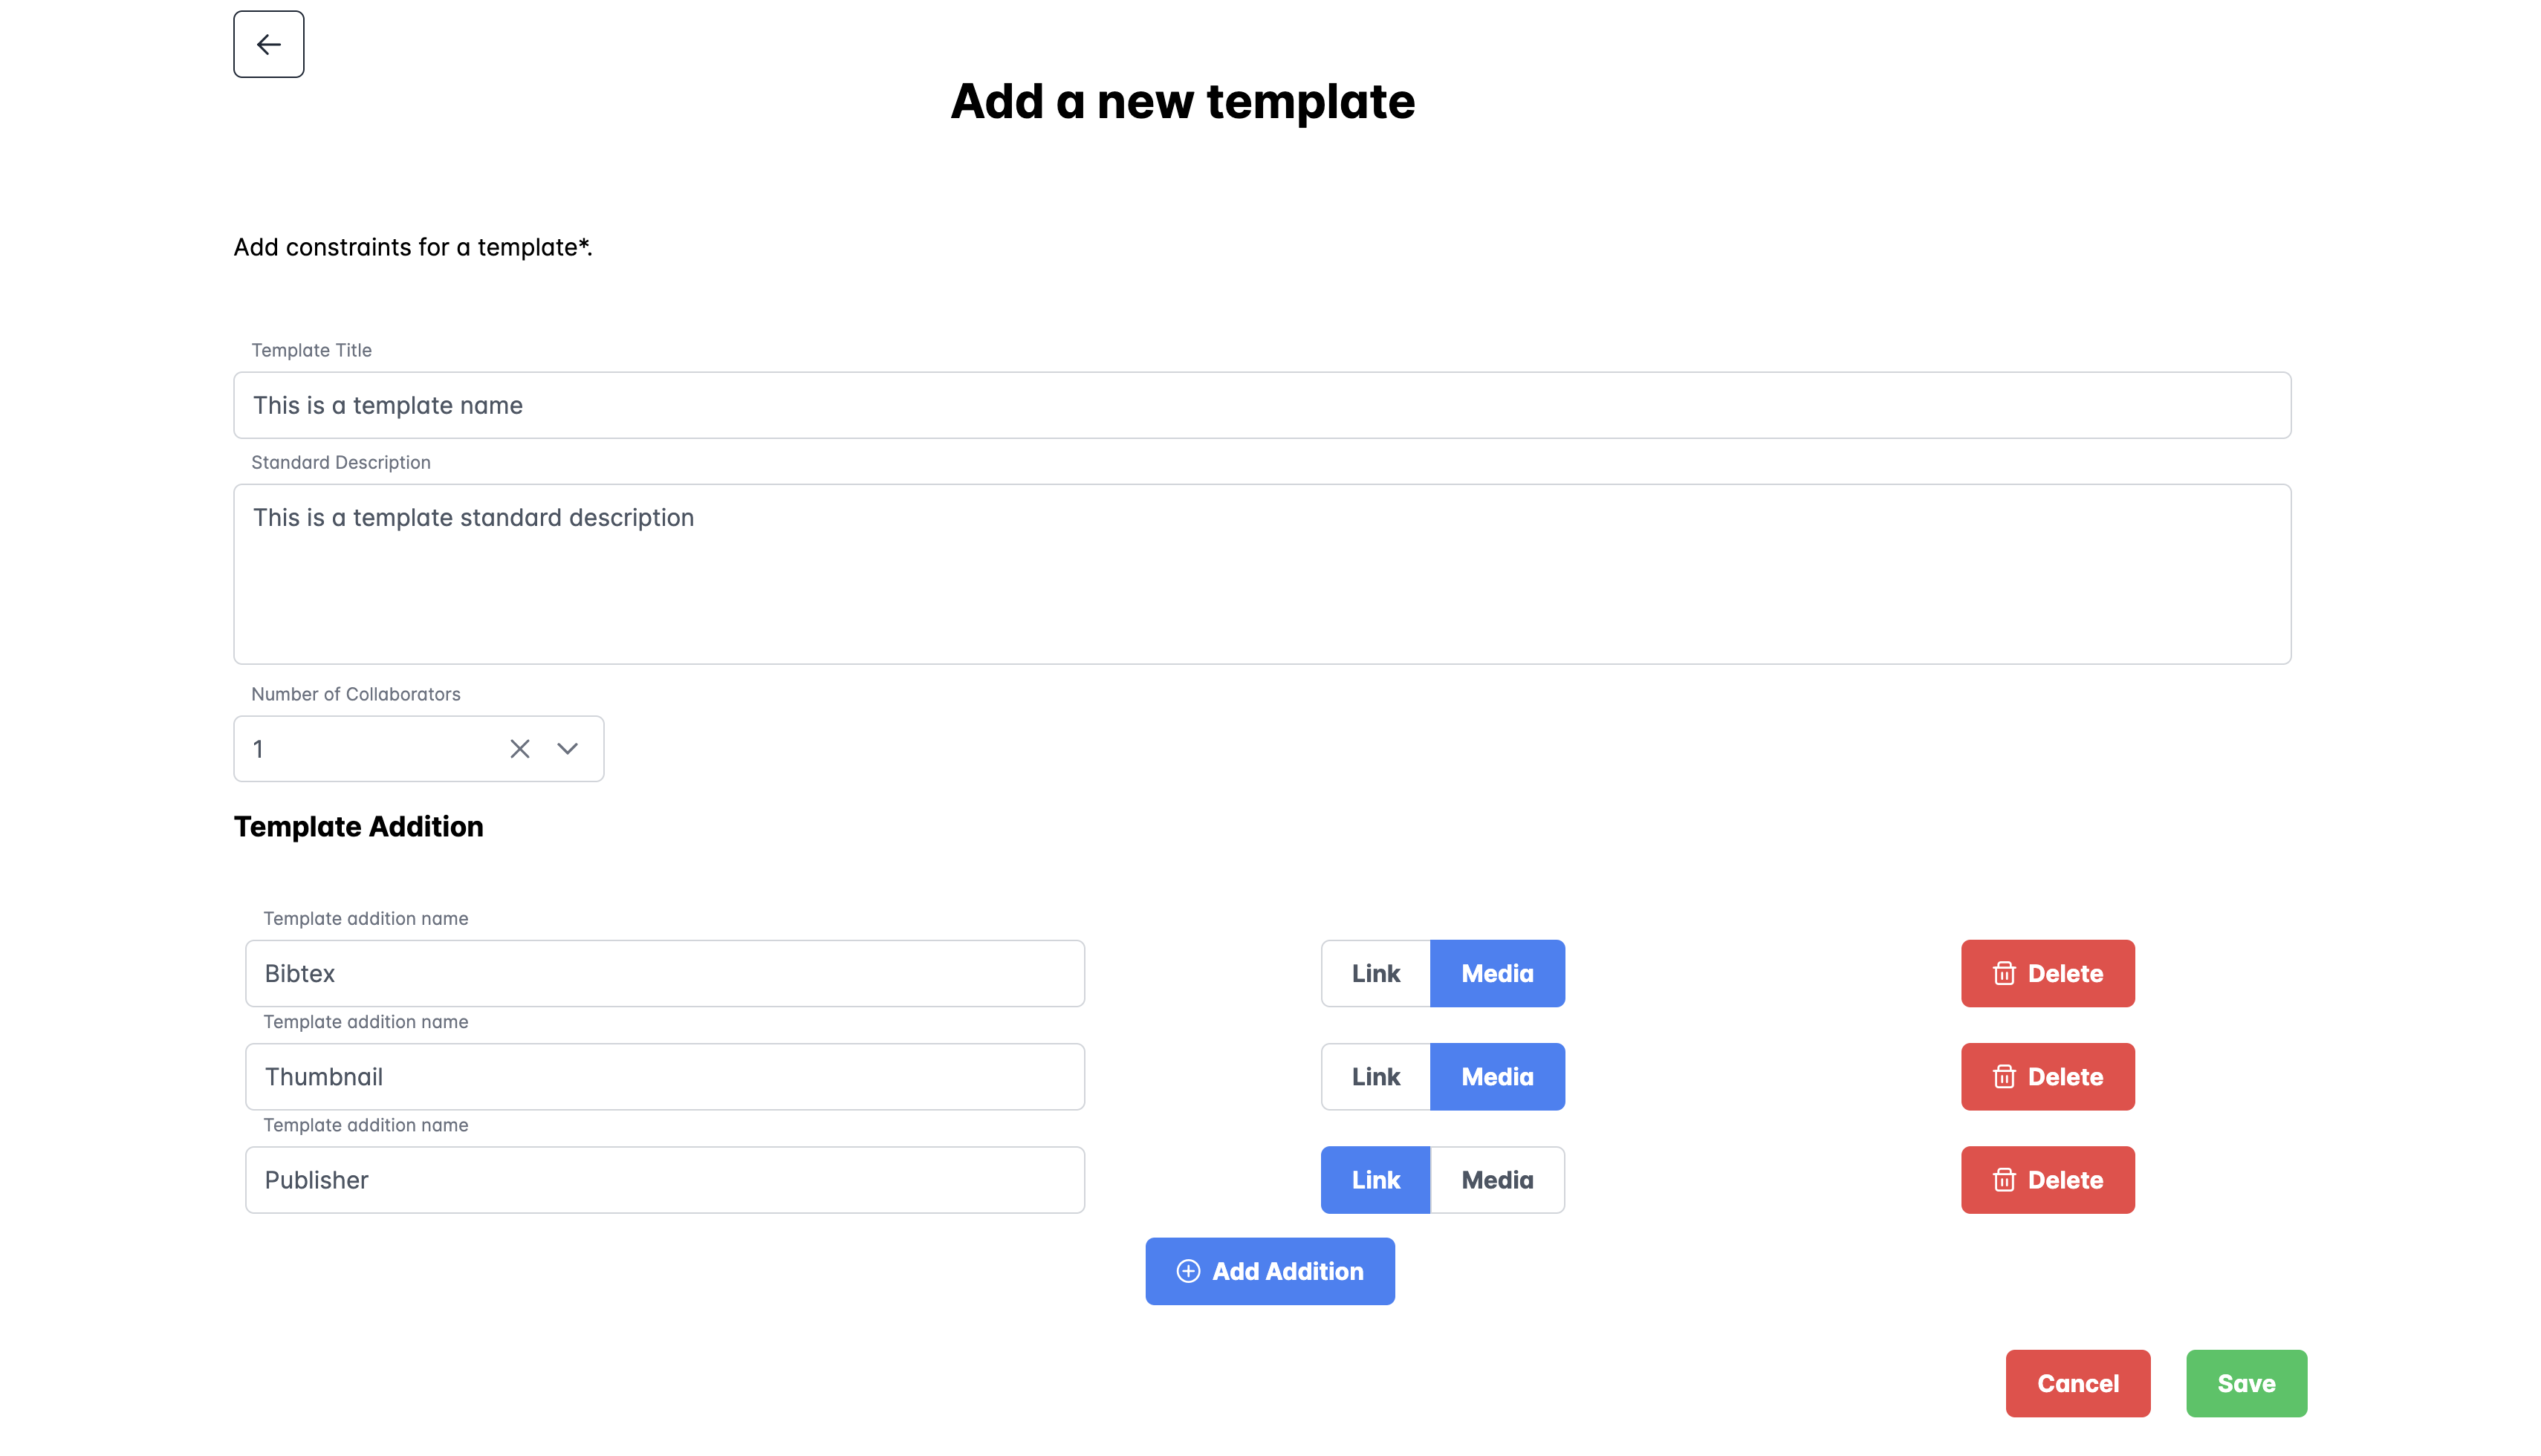 Add a new template
Add constraints for a template*.
Template Title
This is a template name
Standard Description
This is a template standard description
Number of Collaborators
1
Template Addition
Template addition name
Bibtex
Link Media
Delete
Template addition name
Thumbnail
Link Media
Delete
Template addition name
Publisher
Link Media
Delete
Add Addition
Cancel
Save